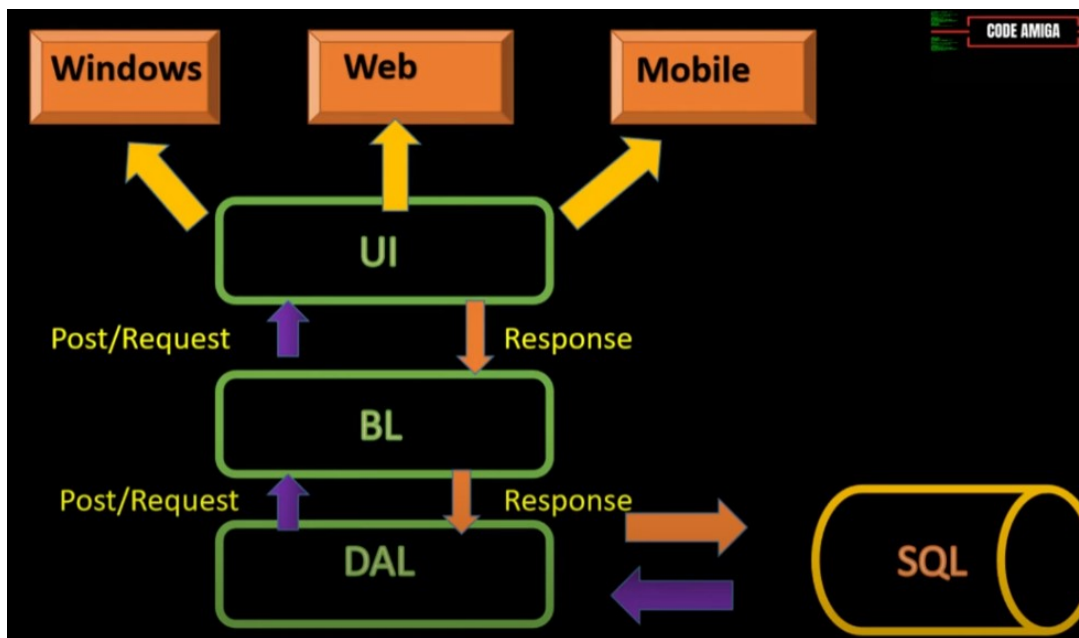 CODE AMIGA
Windows
Web
Mobile
UI
Post/Request
Response
BL
Post/Request
Response
DAL
SQL